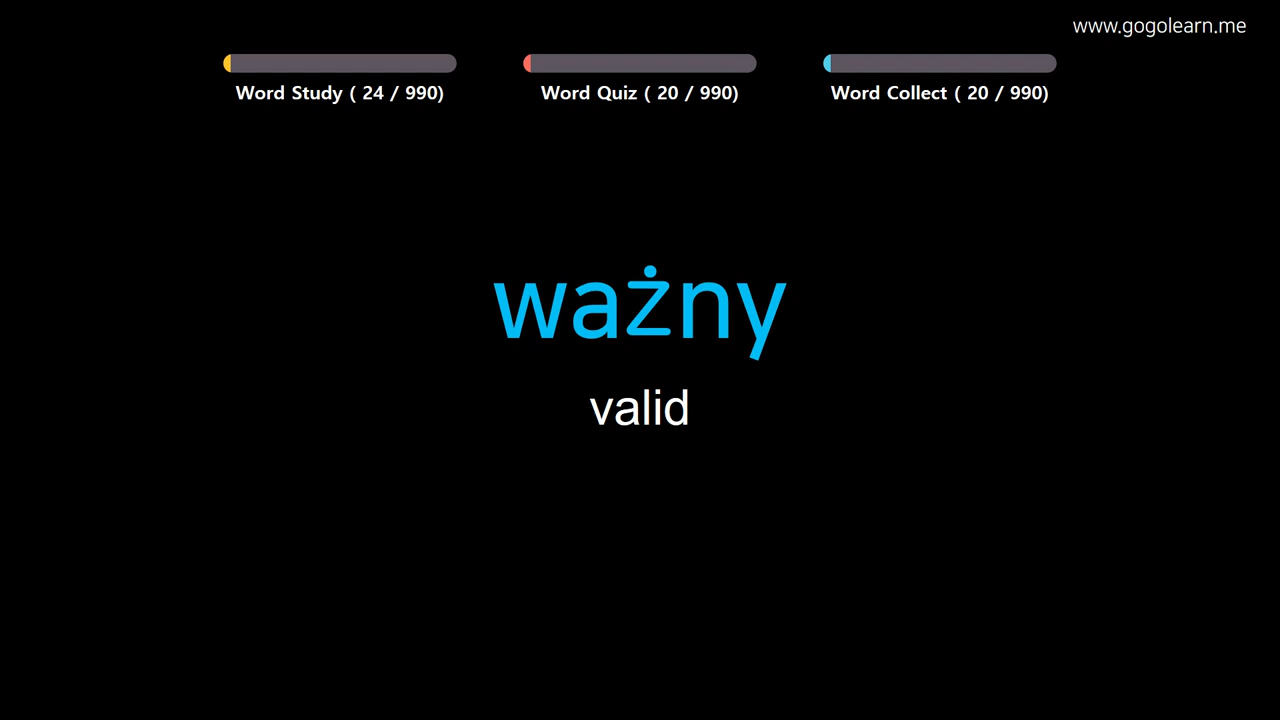 www.gogolearn.me
Word Study ( 24 / 990)
Word Quiz ( 20 / 990)
Word Collect ( 20 / 990)
ważny
valid